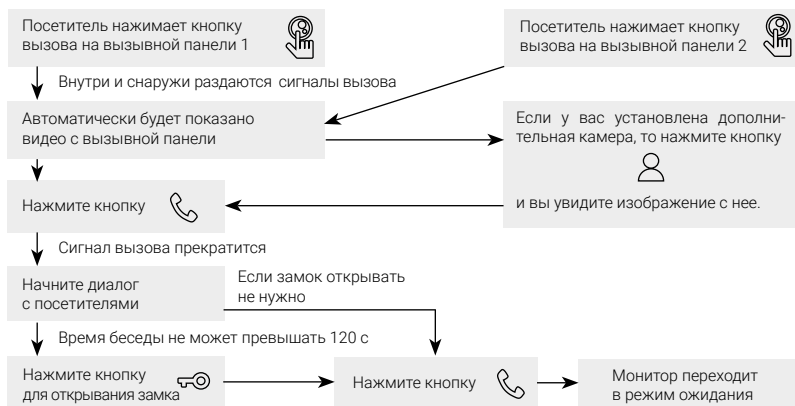 Посетитель нажимает кнопку
вызова на вызывной панели 1
Посетитель нажимает кнопку
вызова на вызывной панели 2
Внутри и снаружи раздаются сигналы вызова
Автоматически будет показано
видео с вызывной панели
Если у вас установлена дополни-
тельная камера, то нажмите кнопку
и вы увидите изображение с нее.
Нажмите кнопку
Сигнал вызова прекратится
Начните диалог
с посетителями
Если замок открывать
не нужно
Время беседы не может превышать 120 с
Нажмите кнопку
для открывания замка
Нажмите кнопку
Монитор переходит
в режим ожидания